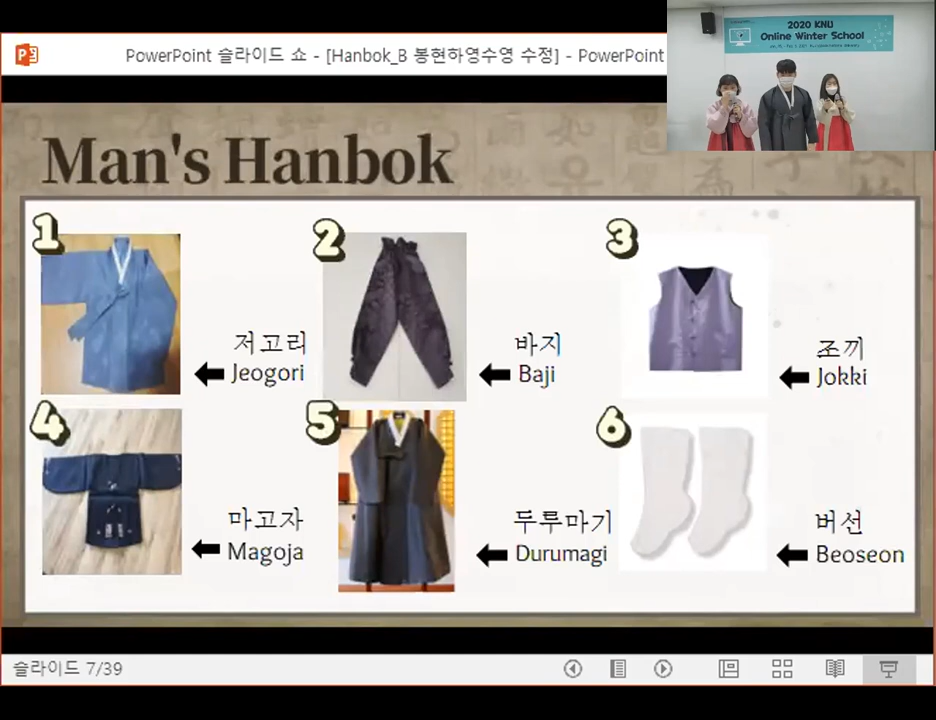 PowerPoint 슬라이드 쇼 - [Hanbok_B 봉현하영수영 수정] - PowerPoint
2020 KNU
Online Winter School
Man's Hanbok
1
저고리
Jeogori
2
바지
Baji
3
조끼
Jokki
4
마고자
Magoja
5
두루마기
Durumagi
6
버선
Beoseon
슬라이드 7/39